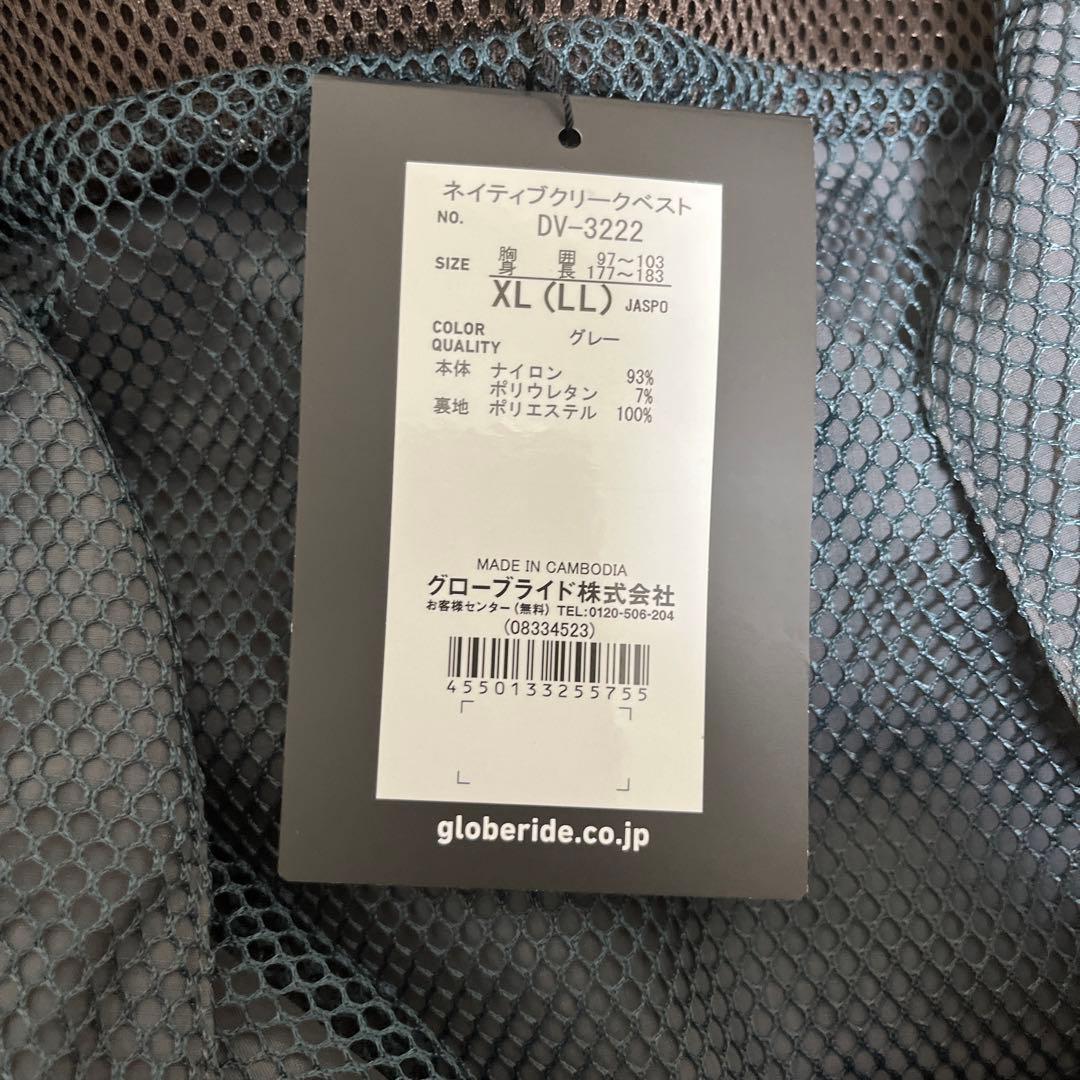 ネイティブクリークベスト
NO. DV-3222
SIZE 胸囲 97～103
身長 177～183
XL(LL) JASPO
COLOR グレー
QUALITY
本体 ナイロン 93%
ポリウレタン 7%
裏地 ポリエステル 100%
MADE IN CAMBODIA
グローブライド株式会社
お客様センター(無料) TEL:0120-506-204
(08334523)
4550133255755
globeride.co.jp